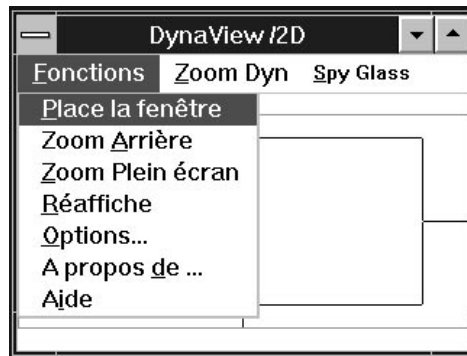 DynaView /2D
Fonctions Zoom Dyn Spy Glass
Place la fenêtre
Zoom Arrière
Zoom Plein écran
Réaffiche
Options...
A propos de ...
Aide